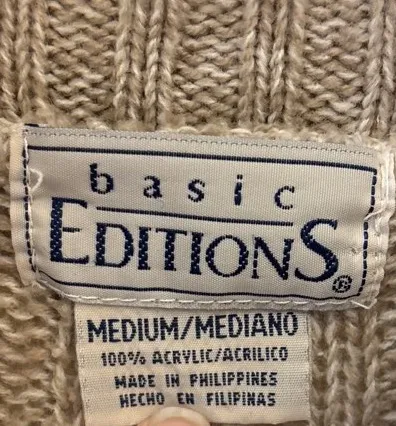 basic
EDITIONS®
MEDIUM/MEDIANO
100% ACRYLIC/ACRILICO
MADE IN PHILIPPINES
HECHO EN FILIPINAS